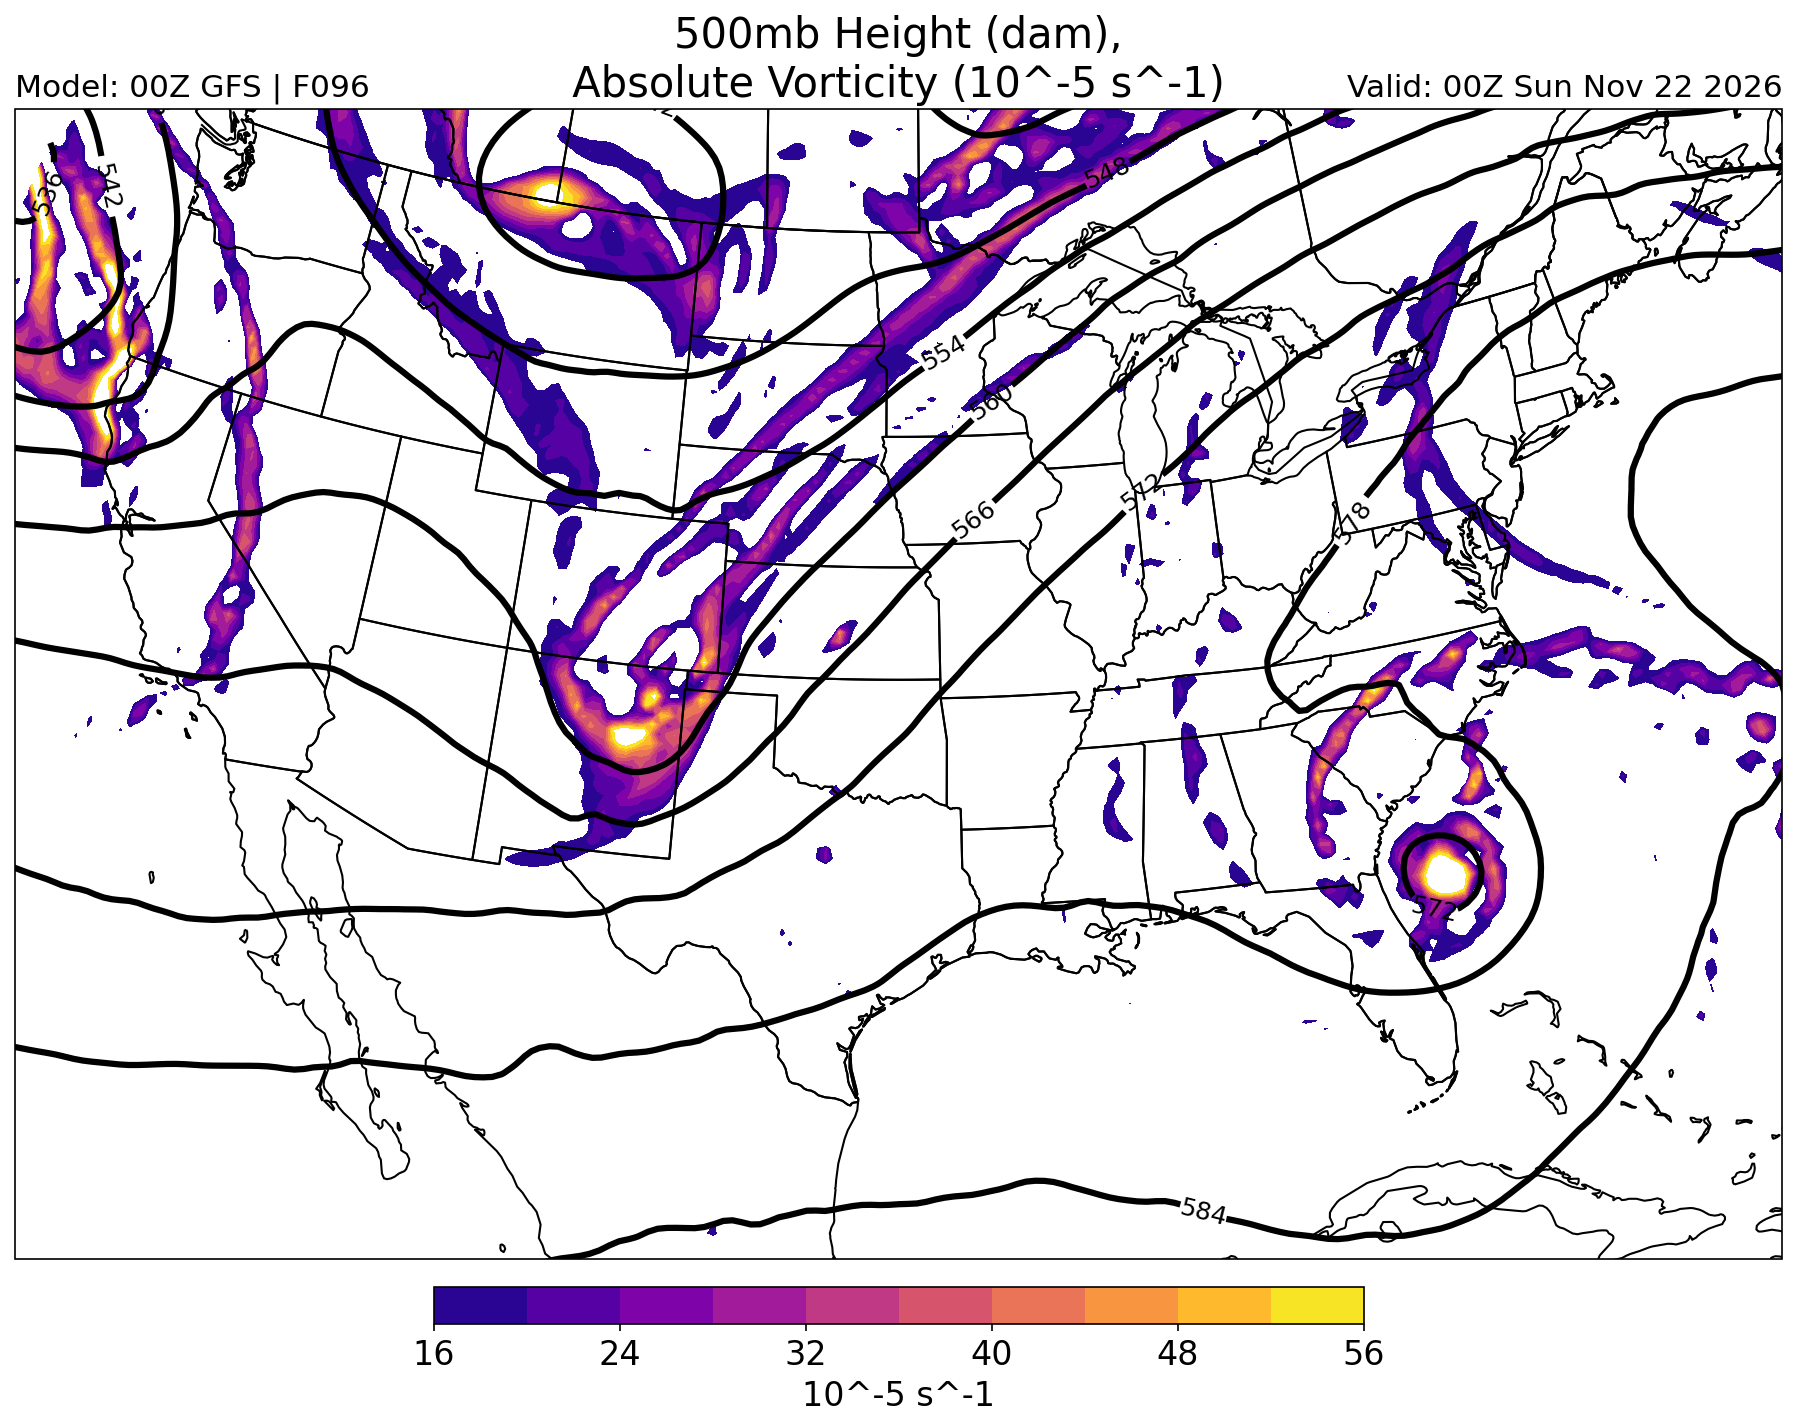 500mb Height (dam),
Absolute Vorticity (10^-5 s^-1)
Model: 00Z GFS | F096
Valid: 00Z Sun Nov 22 2026
536
542
548
554
560
566
572
578
572
584
16 24 32 40 48 56
10^-5 s^-1